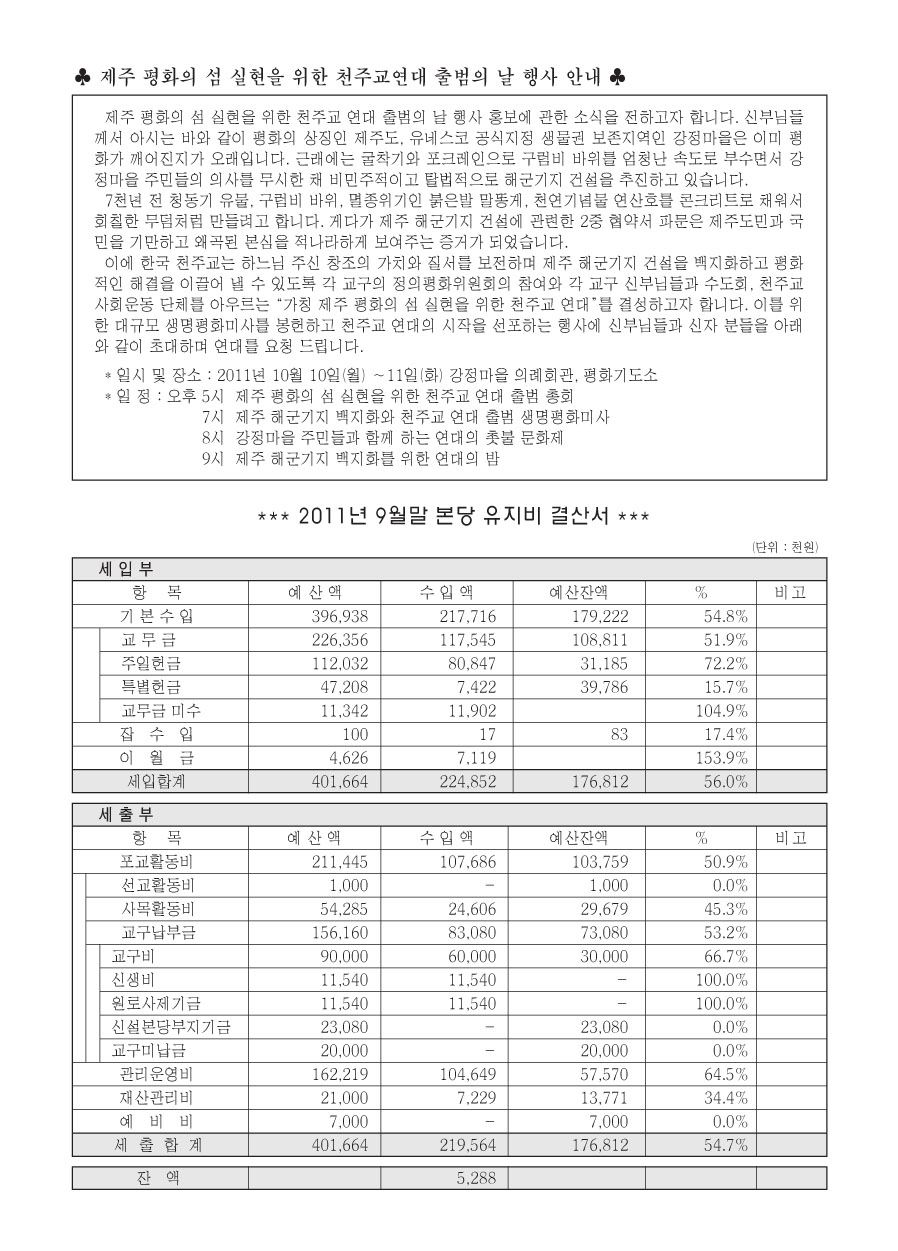 ♣ 제주 평화의 섬 실현을 위한 천주교연대 출범의 날 행사 안내 ♣
제주 평화의 섬 실현을 위한 천주교 연대 출범의 날 행사 홍보에 관한 소식을 전하고자 합니다. 신부님들
께서 아시는 바와 같이 평화의 상징인 제주도, 유네스코 공식지정 생물권 보존지역인 강정마을은 이미 평
화가 깨어진지가 오래입니다. 근래에는 굴착기와 포크레인으로 구럼비 바위를 엄청난 속도로 부수면서 강
정마을 주민들의 의사를 무시한 채 비민주적이고 탈법적으로 해군기지 건설을 추진하고 있습니다.
7천년 전 청동기 유물, 구럼비 바위, 멸종위기인 붉은발 말똥게, 천연기념물 연산호를 콘크리트로 채워서
회칠한 무덤처럼 만들려고 합니다. 게다가 제주 해군기지 건설에 관련한 2중 협약서 파문은 제주도민과 국
민을 기만하고 왜곡된 본심을 적나라하게 보여주는 증거가 되었습니다.
이에 한국 천주교는 하느님 주신 창조의 가치와 질서를 보전하며 제주 해군기지 건설을 백지화하고 평화
적인 해결을 이끌어 낼 수 있도록 각 교구의 정의평화위원회의 참여와 각 교구 신부님들과 수도회, 천주교
사회운동 단체를 아우르는 “가칭 제주 평화의 섬 실현을 위한 천주교 연대”를 결성하고자 합니다. 이를 위
한 대규모 생명평화미사를 봉헌하고 천주교 연대의 시작을 선포하는 행사에 신부님들과 신자 분들을 아래
와 같이 초대하며 연대를 요청 드립니다.
* 일시 및 장소 : 2011년 10월 10일(월) ~11일(화) 강정마을 의례회관, 평화기도소
* 일 정 : 오후 5시 제주 평화의 섬 실현을 위한 천주교 연대 출범 총회
7시 제주 해군기지 백지화와 천주교 연대 출범 생명평화미사
8시 강정마을 주민들과 함께 하는 연대의 촛불 문화제
9시 제주 해군기지 백지화를 위한 연대의 밤
*** 2011년 9월말 본당 유지비 결산서 ***
(단위 : 천원)
세 입 부
항 목 예 산 액 수 입 액 예산잔액 % 비 고
기 본 수 입 396,938 217,716 179,222 54.8%
교 무 금 226,356 117,545 108,811 51.9%
주일헌금 112,032 80,847 31,185 72.2%
특별헌금 47,208 7,422 39,786 15.7%
교무금 미수 11,342 11,902 104.9%
잡 수 입 100 17 83 17.4%
이 월 금 4,626 7,119 153.9%
세입합계 401,664 224,852 176,812 56.0%
세 출 부
항 목 예 산 액 수 입 액 예산잔액 % 비 고
포교활동비 211,445 107,686 103,759 50.9%
선교활동비 1,000 － 1,000 0.0%
사목활동비 54,285 24,606 29,679 45.3%
교구납부금 156,160 83,080 73,080 53.2%
교구비 90,000 60,000 30,000 66.7%
신생비 11,540 11,540 － 100.0%
원로사제기금 11,540 11,540 － 100.0%
신설본당부지기금 23,080 － 23,080 0.0%
교구미납금 20,000 － 20,000 0.0%
관리운영비 162,219 104,649 57,570 64.5%
재산관리비 21,000 7,229 13,771 34.4%
예 비 비 7,000 － 7,000 0.0%
세 출 합 계 401,664 219,564 176,812 54.7%
잔 액 5,288